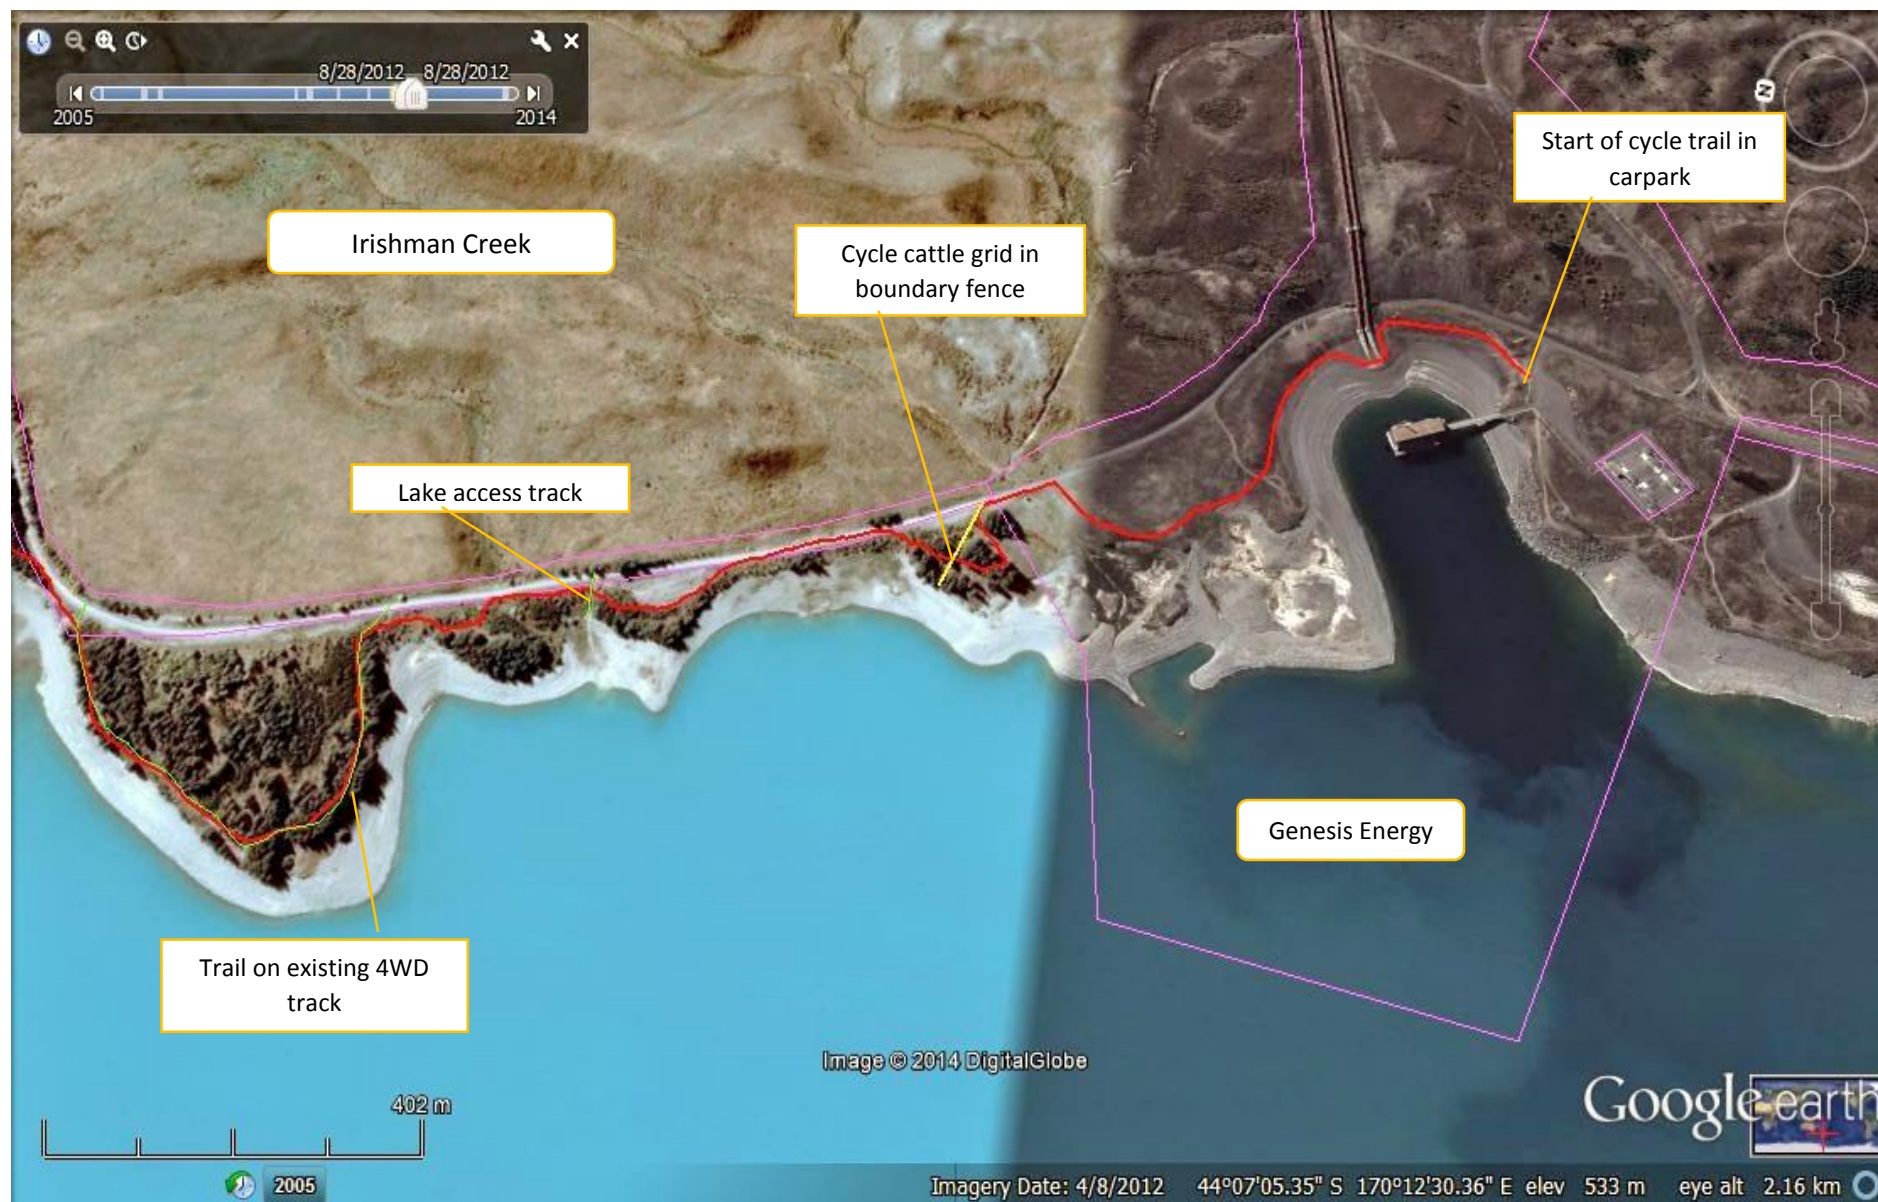 8/28/2012 8/28/2012
2005 2014
N
Start of cycle trail in
carpark
Irishman Creek
Cycle cattle grid in
boundary fence
Lake access track
Genesis Energy
Trail on existing 4WD
track
Image © 2014 DigitalGlobe
402 m
Google earth
2005
Imagery Date: 4/8/2012 44°07'05.35" S 170°12'30.36" E elev 533 m eye alt 2.16 km